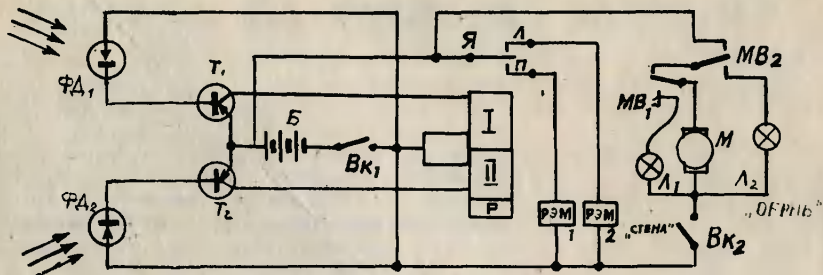 ФД₁
Т₁
Б
Вк₁
ФД₂
Т₂
I
II
Р
Я
Л
П
РЭМ
1
РЭМ
2
МВ₂
МВ₁
М
Л₁
Л₂
„СТЕНА"
Вк₂